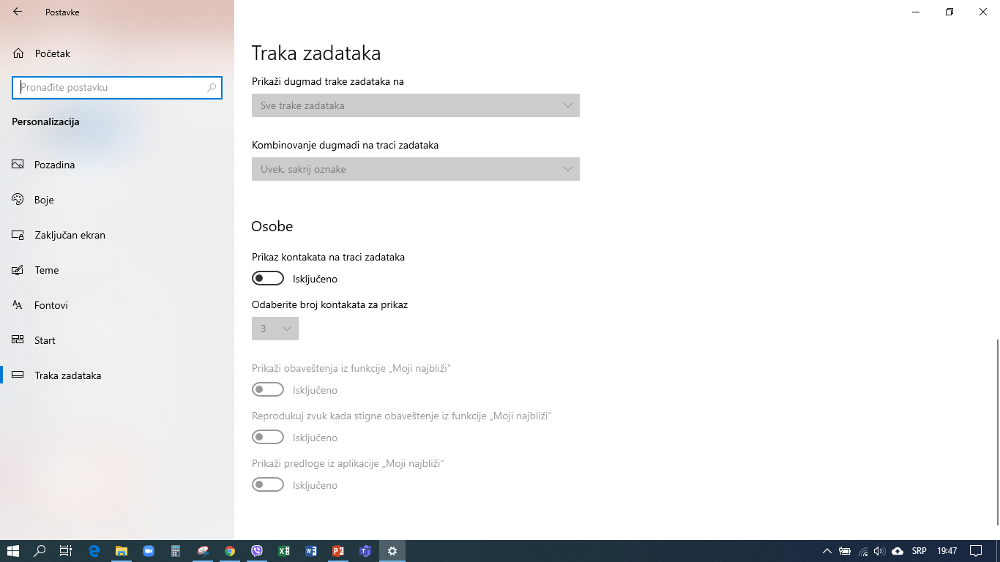 Postavke
Početak
Pronađite postavku
Personalizacija
Pozadina
Boje
Zaključan ekran
Teme
Fontovi
Start
Traka zadataka
Traka zadataka
Prikaži dugmad trake zadataka na
Sve trake zadataka
Kombinovanje dugmadi na traci zadataka
Uvek, sakrij oznake
Osobe
Prikaz kontakata na traci zadataka
Isključeno
Odaberite broj kontakata za prikaz
3
Prikaži obaveštenja iz funkcije „Moji najbliži“
Isključeno
Reprodukuj zvuk kada stigne obaveštenje iz funkcije „Moji najbliži“
Isključeno
Prikaži predloge iz aplikacije „Moji najbliži“
Isključeno
SRP 19:47